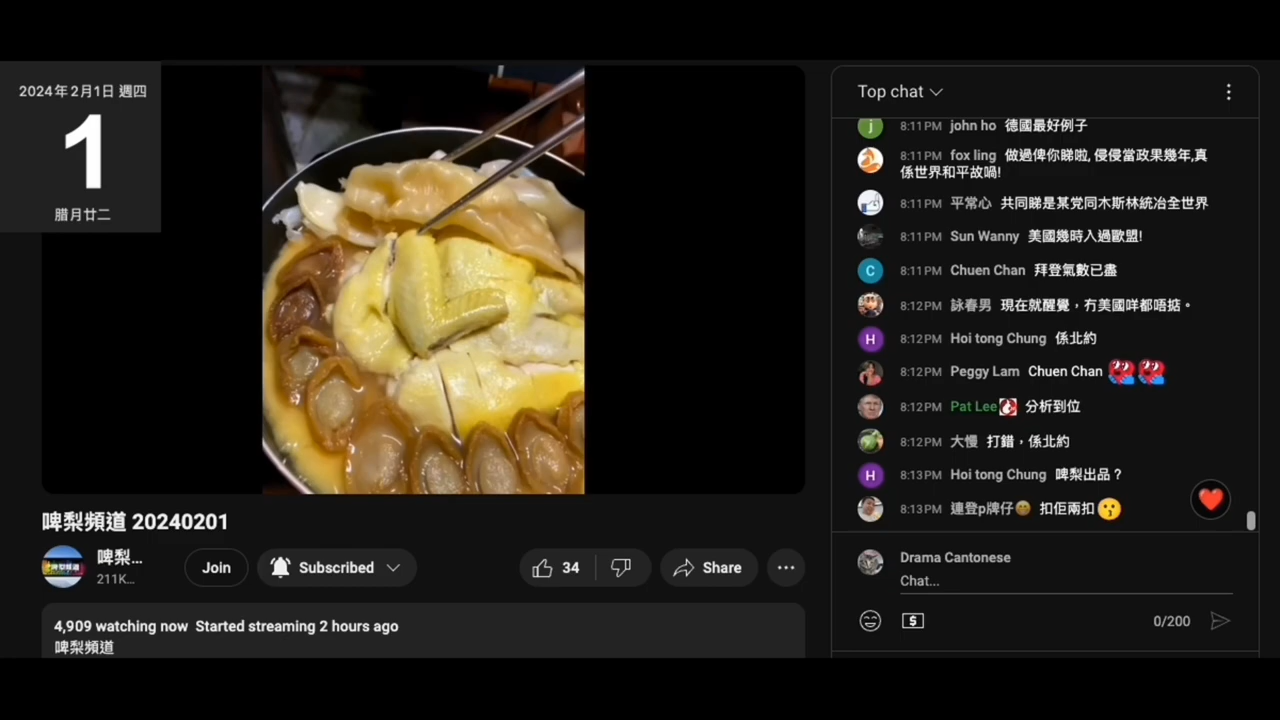 2024年2月1日 週四
1
腊月廿二
啤梨頻道 20240201
啤梨...
211K...
Join
Subscribed
34
Share
4,909 watching now Started streaming 2 hours ago
啤梨頻道
Top chat
8:11 PM john ho 德國最好例子
8:11 PM fox ling 做過俾你睇啦, 侵侵當政果幾年,真
係世界和平故喎!
8:11 PM 平常心 共同睇是某党同木斯林統冶全世界
8:11 PM Sun Wanny 美國幾時入過歐盟!
8:11 PM Chuen Chan 拜登氣數已盡
8:12 PM 詠春男 現在就醒覺，冇美國咩都唔掂。
8:12 PM Hoi tong Chung 係北約
8:12 PM Peggy Lam Chuen Chan
8:12 PM Pat Lee 分析到位
8:12 PM 大慢 打錯，係北約
8:13 PM Hoi tong Chung 啤梨出品？
8:13 PM 連登p牌仔 扣佢兩扣
Drama Cantonese
Chat...
0/200